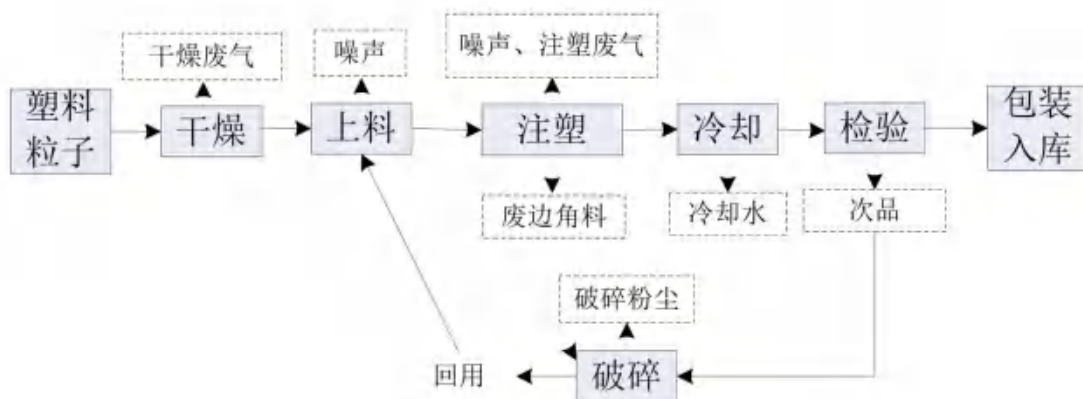 干燥废气
噪声
噪声、注塑废气
塑料
粒子
干燥
上料
注塑
冷却
检验
包装
入库
废边角料
冷却水
次品
破碎粉尘
回用
破碎